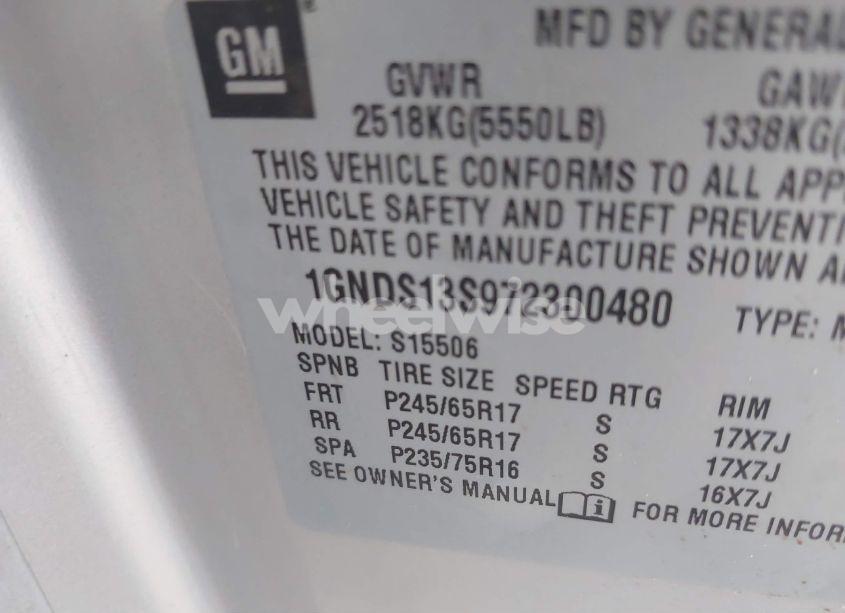 GM ®
MFD BY GENERAL
GVWR GAW
2518KG(5550LB) 1338KG(
THIS VEHICLE CONFORMS TO ALL APP
VEHICLE SAFETY AND THEFT PREVENTI
THE DATE OF MANUFACTURE SHOWN A
1GNDS13S972300480 TYPE: M
wheelwise
MODEL: S15506
SPNB TIRE SIZE SPEED RTG RIM
FRT P245/65R17 S 17X7J
RR P245/65R17 S 17X7J
SPA P235/75R16 S 16X7J
SEE OWNER'S MANUAL i FOR MORE INFOR